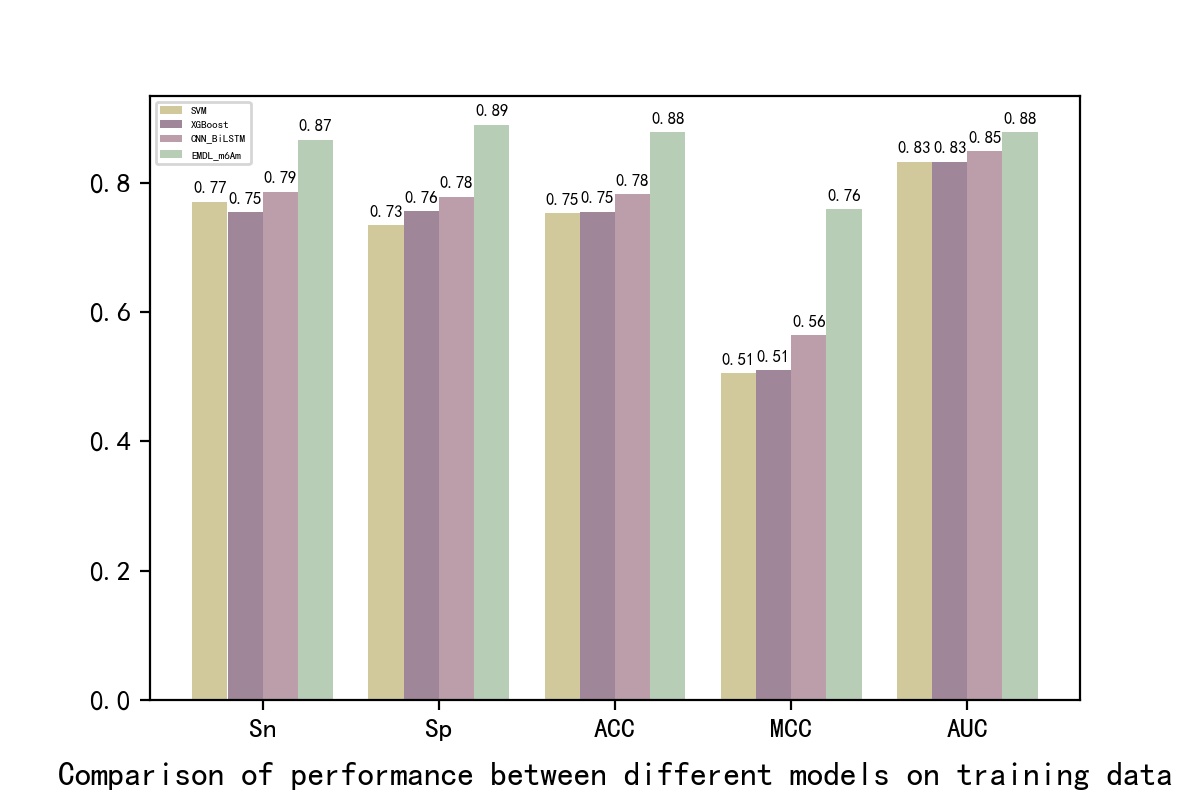 SVM
XGBoost
CNN_BiLSTM
EMDL_m6Am
0.87
0.89
0.88
0.88
0.77
0.75
0.79
0.73
0.76
0.78
0.75
0.75
0.78
0.51
0.51
0.56
0.76
0.83
0.83
0.85
0.8
0.6
0.4
0.2
0.0
Sn
Sp
ACC
MCC
AUC
Comparison of performance between different models on training data